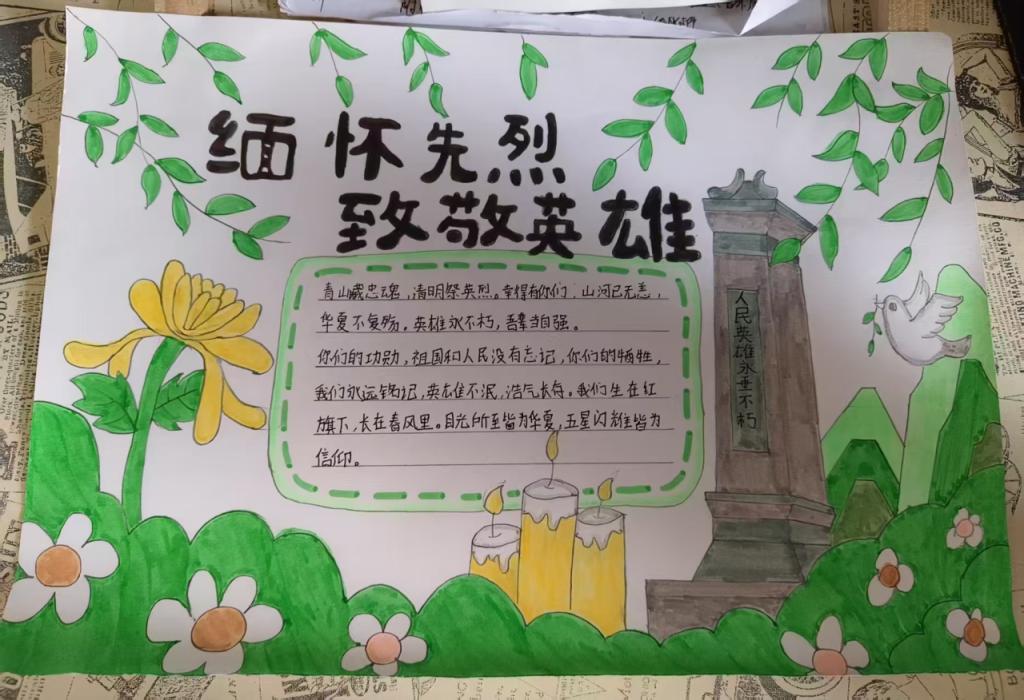 缅怀先烈
致敬英雄
青山藏忠魂，清明祭英烈。幸得有你们，山河已无恙，
华夏不复殇。英雄永不朽，吾辈当自强。
你们的功勋，祖国和人民没有忘记，你们的牺牲，
我们永远铭记，英雄不泯，浩气长存。我们生在红
旗下，长在春风里。目光所至皆为华夏，五星闪耀皆为
信仰。
人民英雄永垂不朽